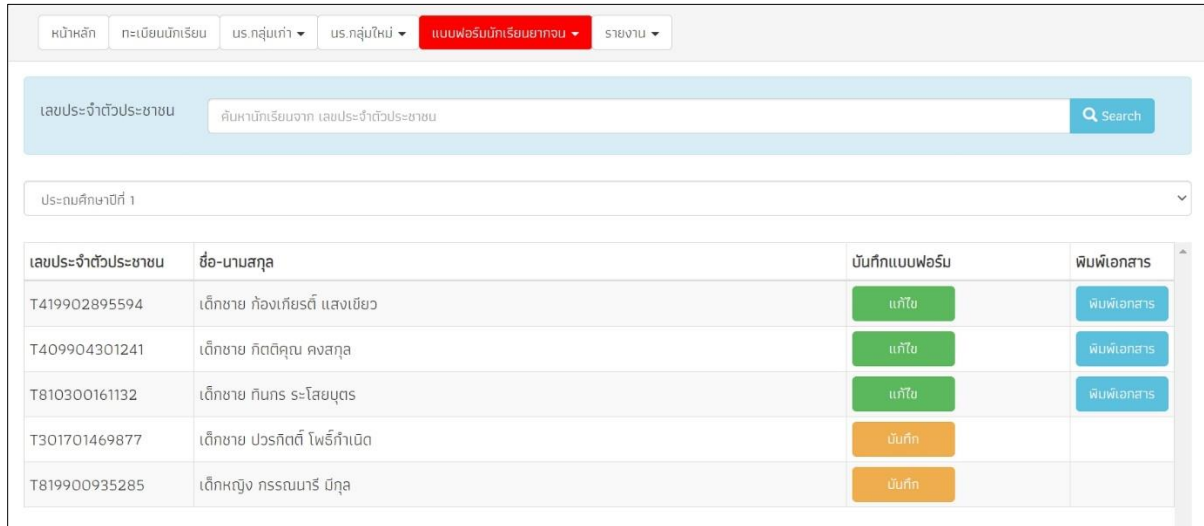 หน้าหลัก ทะเบียนนักเรียน นร.กลุ่มเก่า นร.กลุ่มใหม่ แบบฟอร์มนักเรียนยากจน รายงาน
เลขประจำตัวประชาชน ค้นหานักเรียนจาก เลขประจำตัวประชาชน Search
ประถมศึกษาปีที่ 1
เลขประจำตัวประชาชน ชื่อ-นามสกุล บันทึกแบบฟอร์ม พิมพ์เอกสาร
T419902895594 เด็กชาย ก้องเกียรติ์ แสงเขียว แก้ไข พิมพ์เอกสาร
T409904301241 เด็กชาย กิตติคุณ คงสกุล แก้ไข พิมพ์เอกสาร
T810300161132 เด็กชาย ทินกร ระโสยบุตร แก้ไข พิมพ์เอกสาร
T301701469877 เด็กชาย ปวรกิตติ์ โพธิ์กำเนิด บันทึก
T819900935285 เด็กหญิง กรรณนารี มีกุล บันทึก